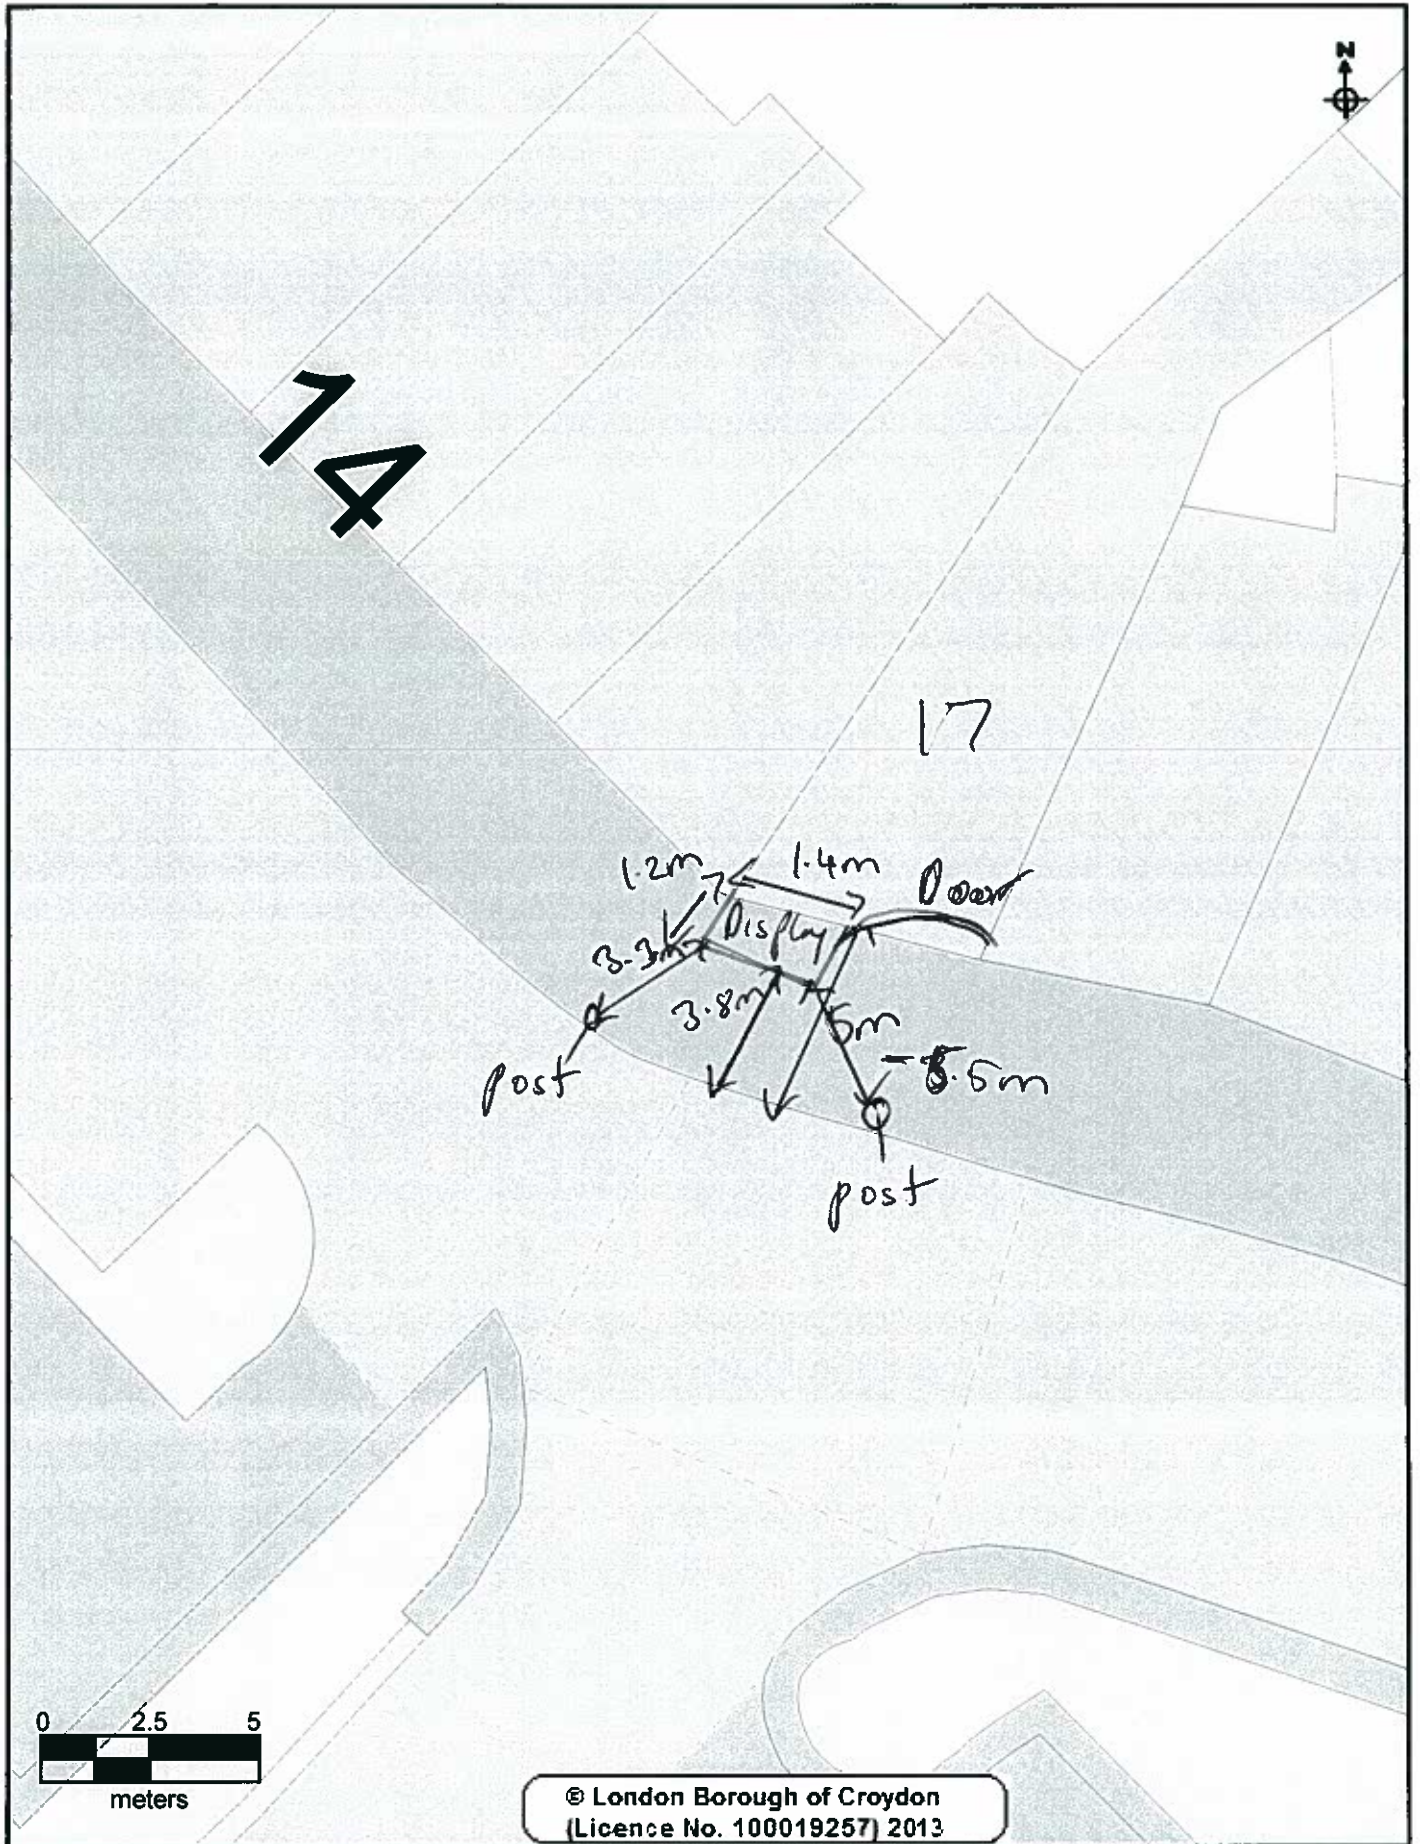 N
14
17
1.2m
1.4m
Door
Display
3.3m
3.8m
5m
5m
post
post
0 2.5 5
meters
© London Borough of Croydon
(Licence No. 100019257) 2013